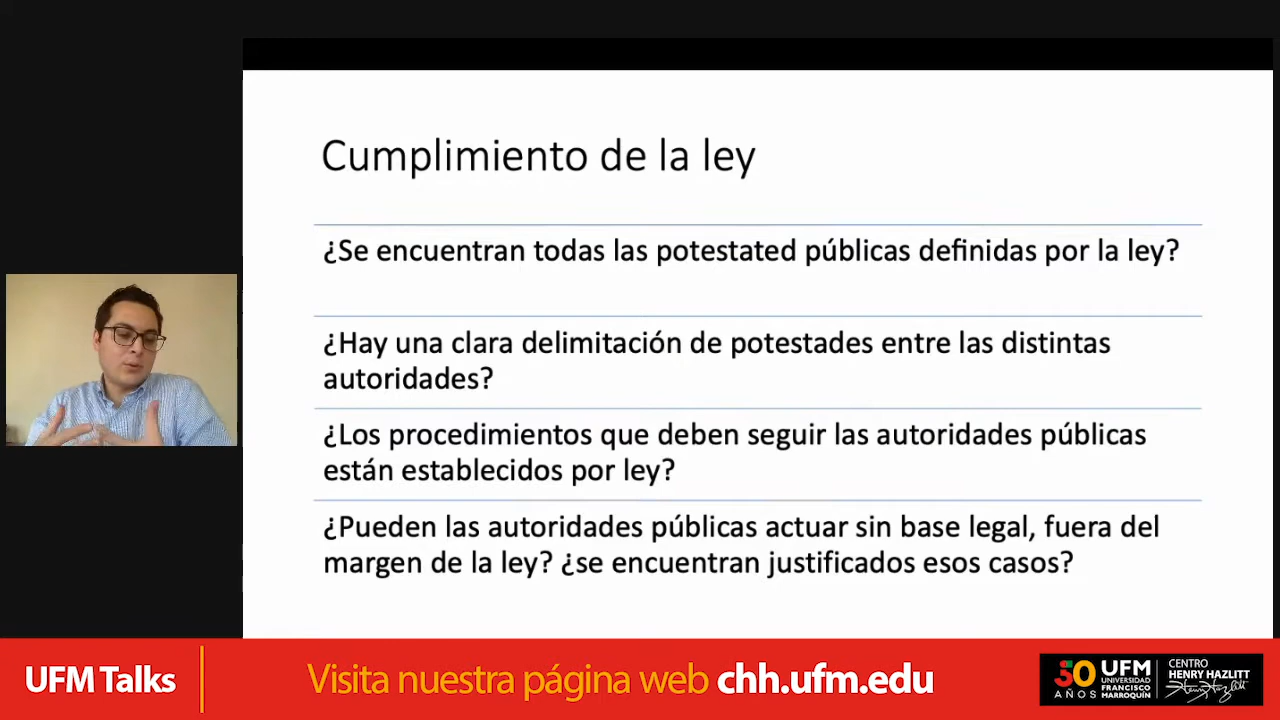 Cumplimiento de la ley
¿Se encuentran todas las potestated públicas definidas por la ley?
¿Hay una clara delimitación de potestades entre las distintas
autoridades?
¿Los procedimientos que deben seguir las autoridades públicas
están establecidos por ley?
¿Pueden las autoridades públicas actuar sin base legal, fuera del
margen de la ley? ¿se encuentran justificados esos casos?
UFM Talks
Visita nuestra página web chh.ufm.edu
50
AÑOS
UFM
UNIVERSIDAD
FRANCISCO
MARROQUÍN
CENTRO
HENRY HAZLITT
Henry Hazlitt